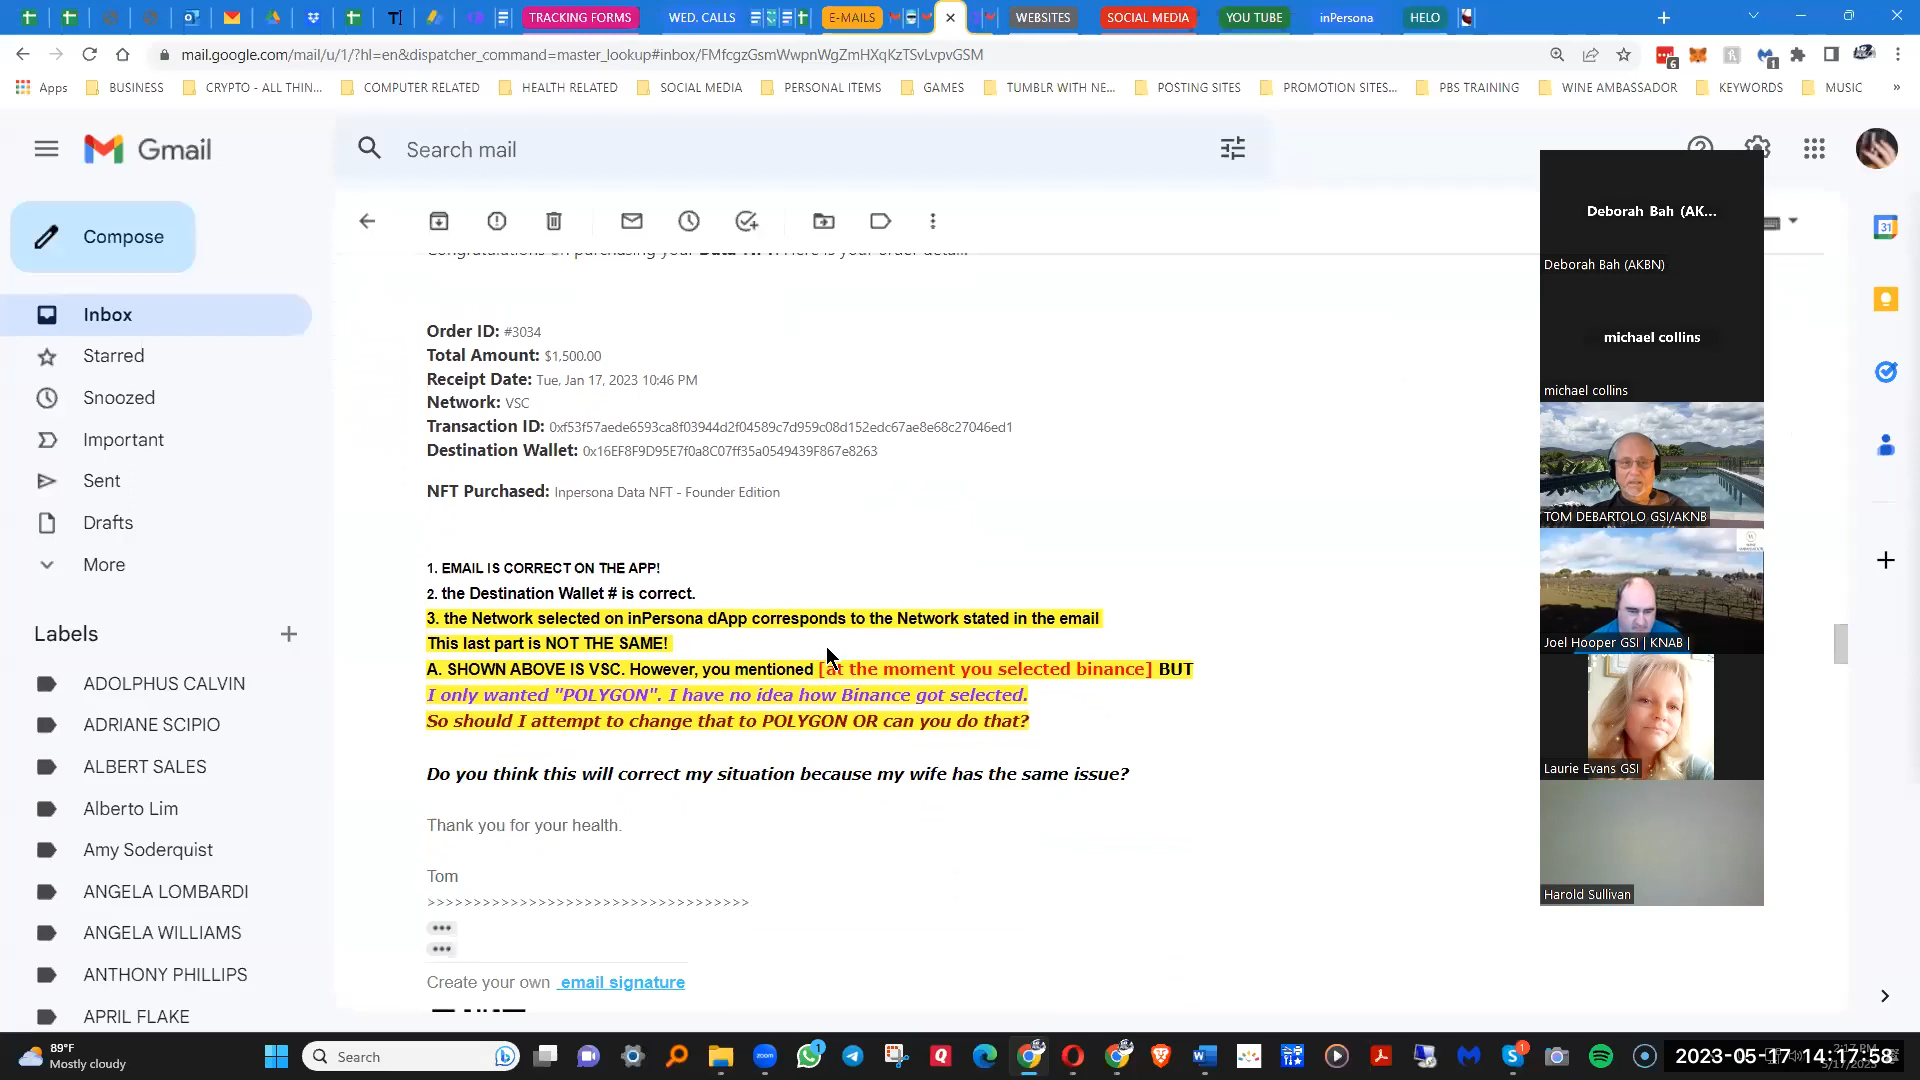 TRACKING FORMS
WED. CALLS
E-MAILS
WEBSITES
SOCIAL MEDIA
YOU TUBE
inPersona
HELO
mail.google.com/mail/u/1/?hl=en&dispatcher_command=master_lookup#inbox/FMfcgzGsmWwpnWgZmHXqKzTSvLvpvGSM
6
1
Apps
BUSINESS
CRYPTO - ALL THIN...
COMPUTER RELATED
HEALTH RELATED
SOCIAL MEDIA
PERSONAL ITEMS
GAMES
TUMBLR WITH NE...
POSTING SITES
PROMOTION SITES...
PBS TRAINING
WINE AMBASSADOR
KEYWORDS
MUSIC
»
Gmail
Search mail
Compose
Inbox
Starred
Snoozed
Important
Sent
Drafts
More
Labels
ADOLPHUS CALVIN
ADRIANE SCIPIO
ALBERT SALES
Alberto Lim
Amy Soderquist
ANGELA LOMBARDI
ANGELA WILLIAMS
ANTHONY PHILLIPS
APRIL FLAKE
Order ID: #3034
Total Amount: $1,500.00
Receipt Date: Tue, Jan 17, 2023 10:46 PM
Network: VSC
Transaction ID: 0xf53f57aede6593ca8f03944d2f04589c7d959c08d152edc67ae8e68c27046ed1
Destination Wallet: 0x16EF8F9D95E7f0a8C07ff35a0549439F867e8263
NFT Purchased: Inpersona Data NFT - Founder Edition
1. EMAIL IS CORRECT ON THE APP!
2. the Destination Wallet # is correct.
3. the Network selected on inPersona dApp corresponds to the Network stated in the email
This last part is NOT THE SAME!
A. SHOWN ABOVE IS VSC. However, you mentioned [at the moment you selected binance] BUT
I only wanted "POLYGON". I have no idea how Binance got selected.
So should I attempt to change that to POLYGON OR can you do that?
Do you think this will correct my situation because my wife has the same issue?
Thank you for your health.
Tom
>>>>>>>>>>>>>>>>>>>>>>>>>>>>>>>>>>>
Create your own email signature
Deborah Bah (AK...
Deborah Bah (AKBN)
michael collins
michael collins
TOM DEBARTOLO GSI/AKNB
Joel Hooper GSI | KNAB |
Laurie Evans GSI
Harold Sullivan
31
89°F
Mostly cloudy
Search
zoom
1
1
2023-05-17 14:17:58